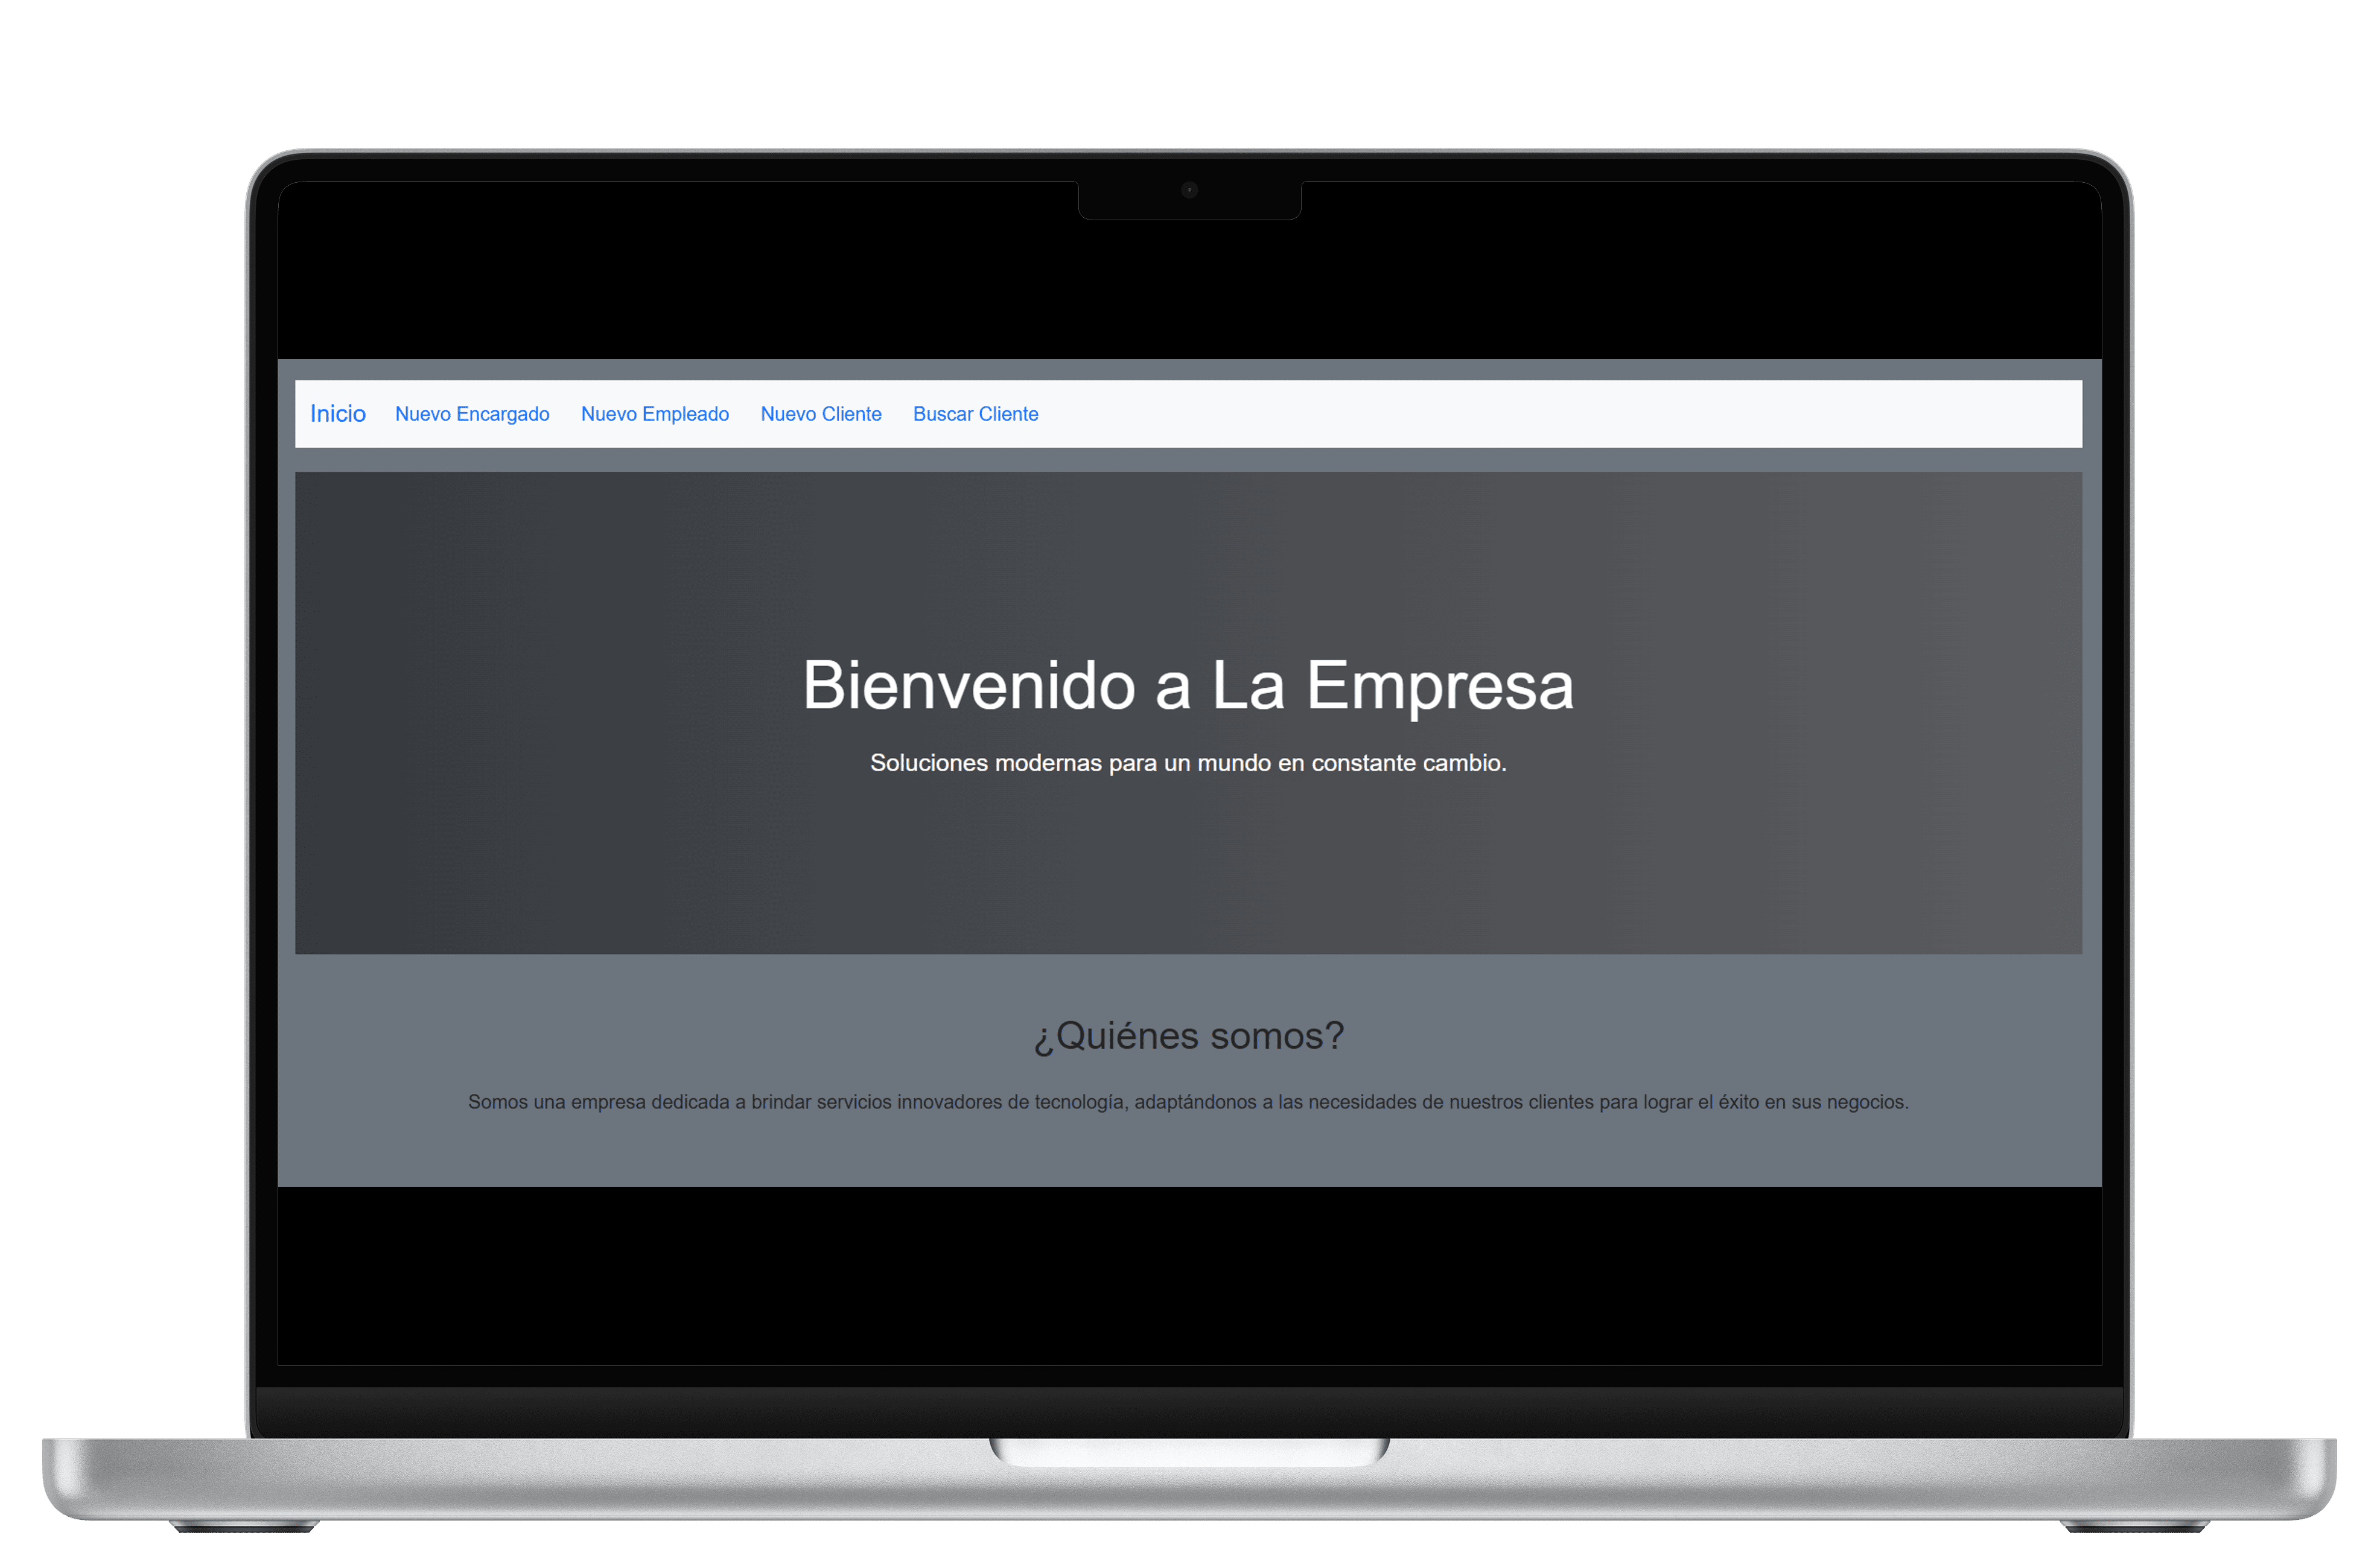 Inicio Nuevo Encargado Nuevo Empleado Nuevo Cliente Buscar Cliente
Bienvenido a La Empresa
Soluciones modernas para un mundo en constante cambio.
¿Quiénes somos?
Somos una empresa dedicada a brindar servicios innovadores de tecnología, adaptándonos a las necesidades de nuestros clientes para lograr el éxito en sus negocios.